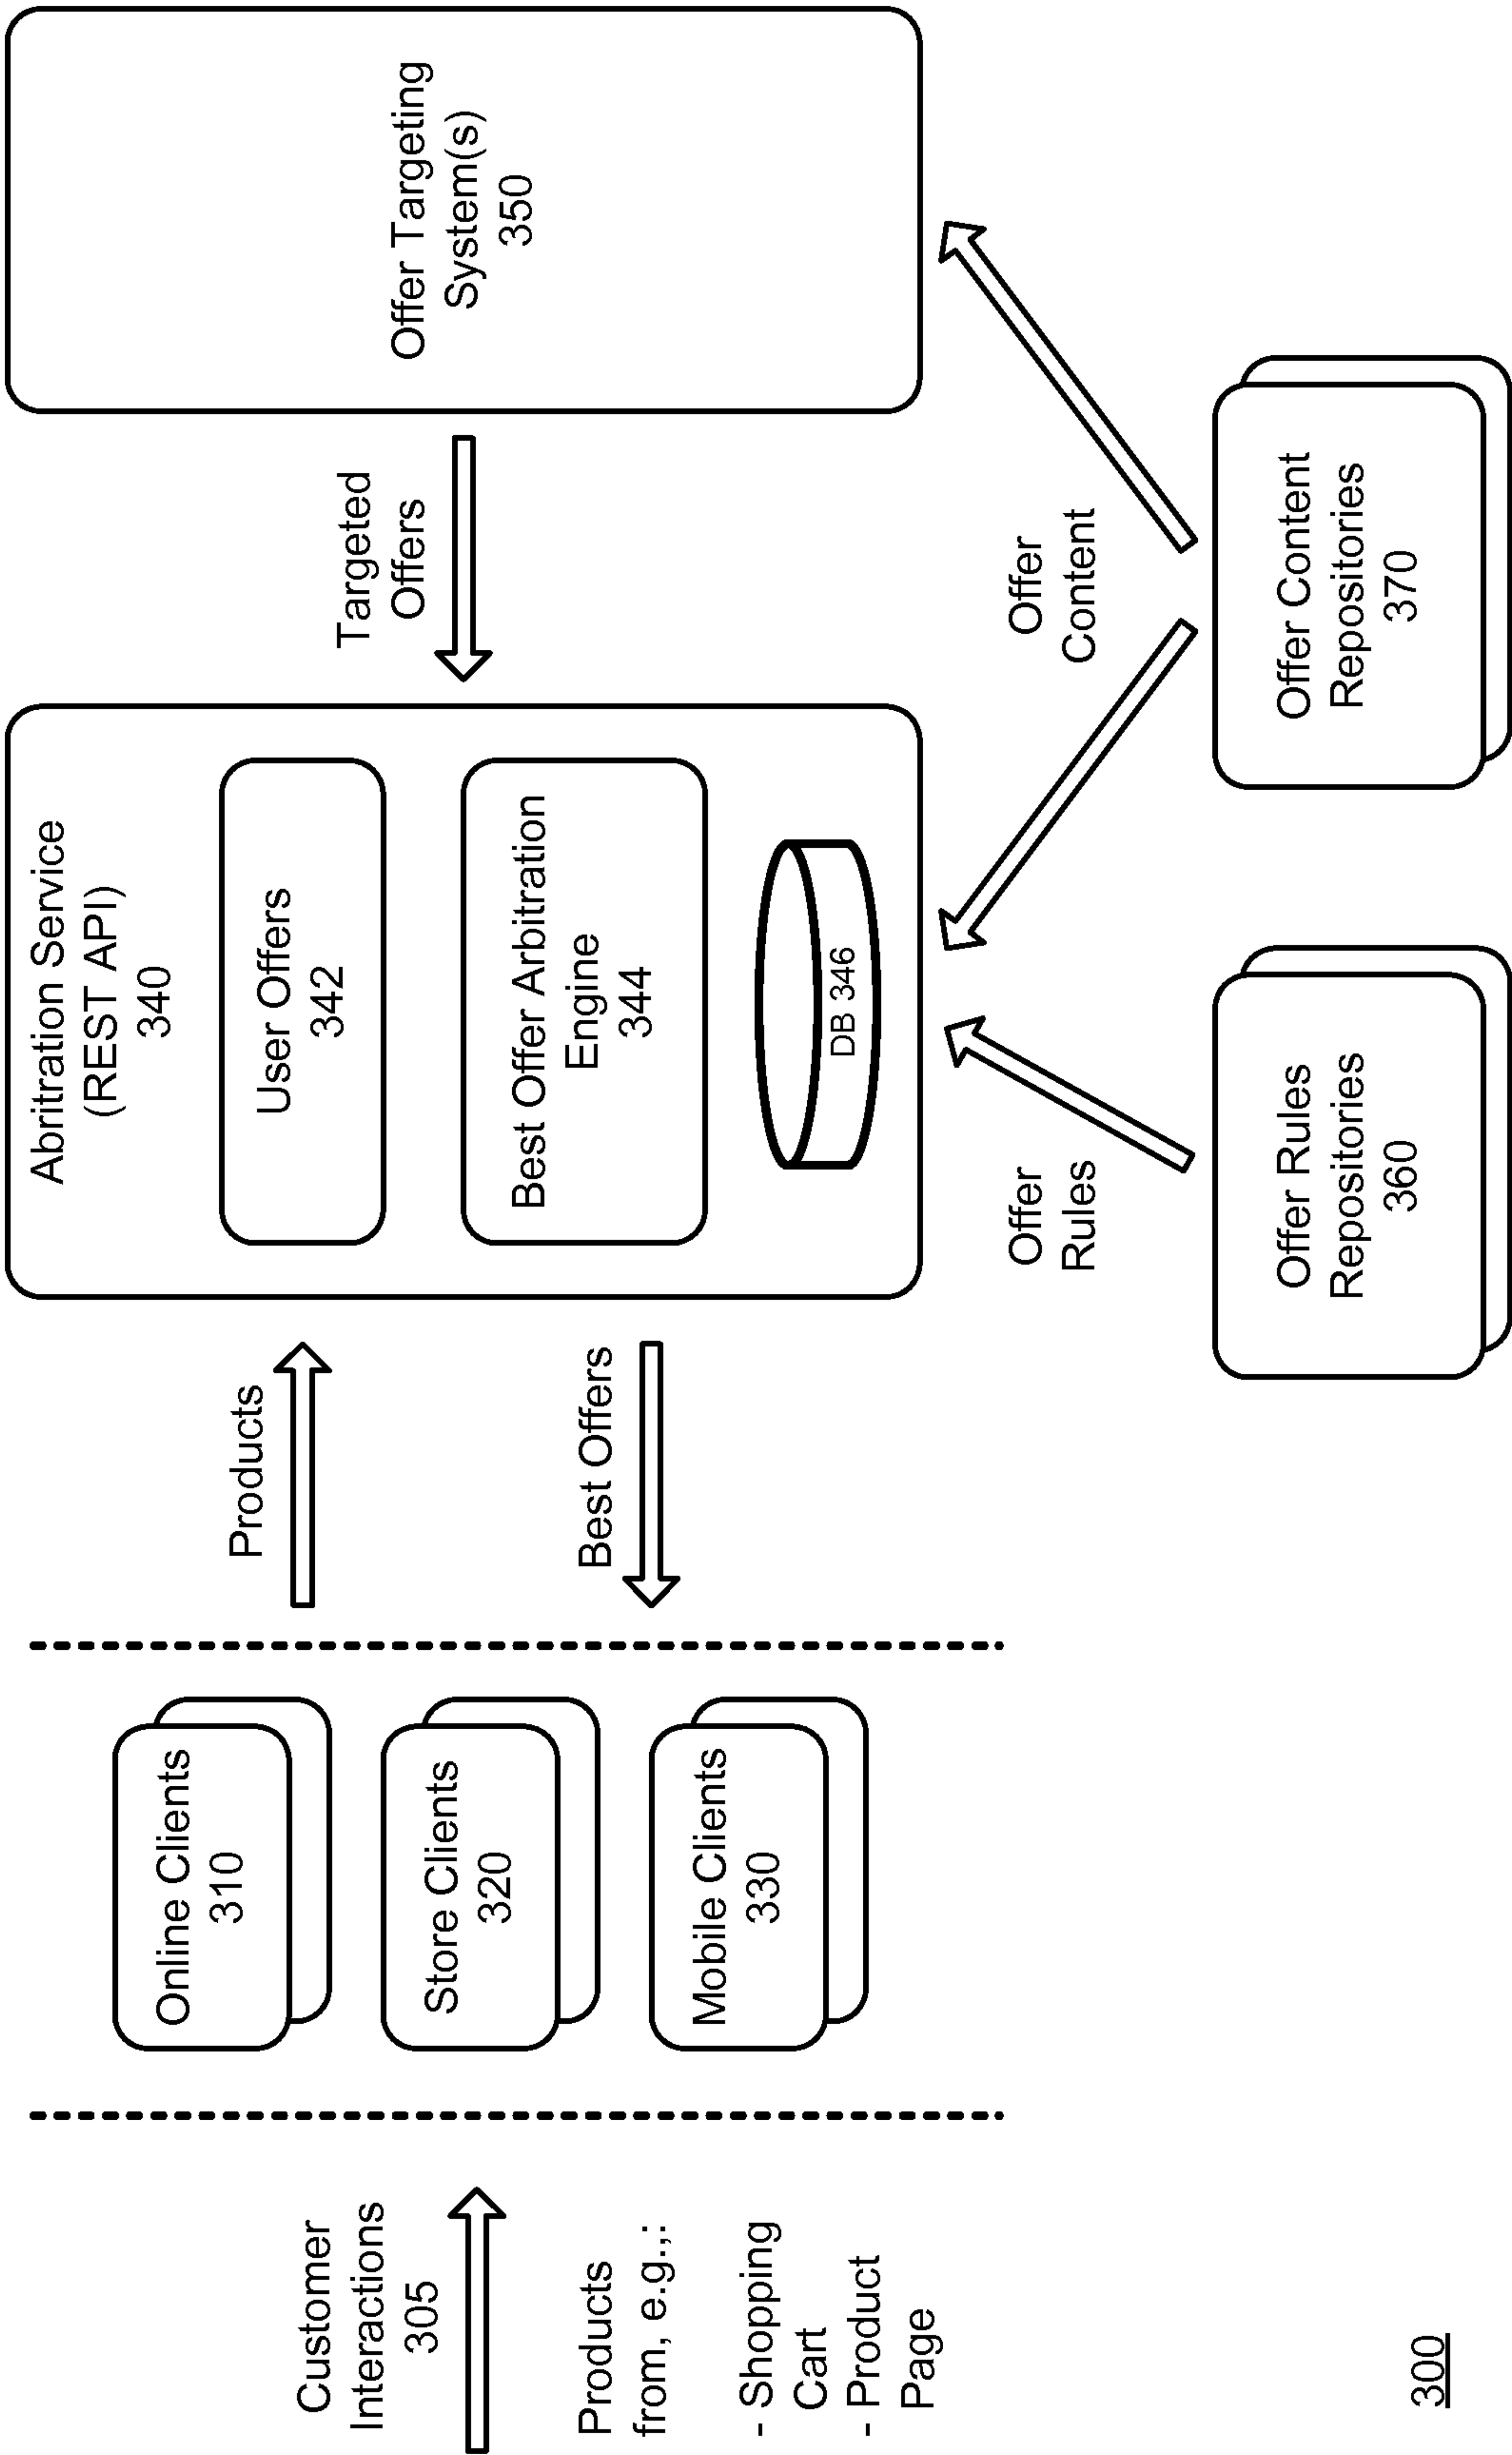 Customer
Interactions
305
Products
from, e.g.,:
- Shopping
Cart
- Product
Page
Online Clients
310
Store Clients
320
Mobile Clients
330
Products
Best Offers
Abritration Service
(REST API)
340
User Offers
342
Best Offer Arbitration
Engine
344
DB 346
Targeted
Offers
Offer Targeting
System(s)
350
Offer
Rules
Offer
Content
Offer Rules
Repositories
360
Offer Content
Repositories
370
300